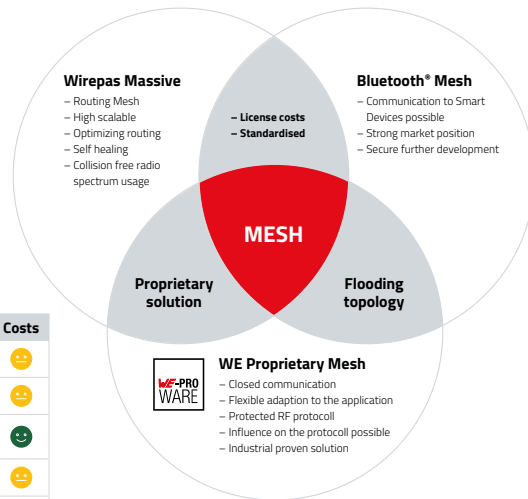 Wirepas Massive
– Routing Mesh
– High scalable
– Optimizing routing
– Self healing
– Collision free radio
spectrum usage
– License costs
– Standardised
Bluetooth® Mesh
– Communication to Smart
Devices possible
– Strong market position
– Secure further development
MESH
Proprietary
solution
Flooding
topology
Costs
WE-PRO
WARE
WE Proprietary Mesh
– Closed communication
– Flexible adaption to the application
– Protected RF protocoll
– Influence on the protocoll possible
– Industrial proven solution